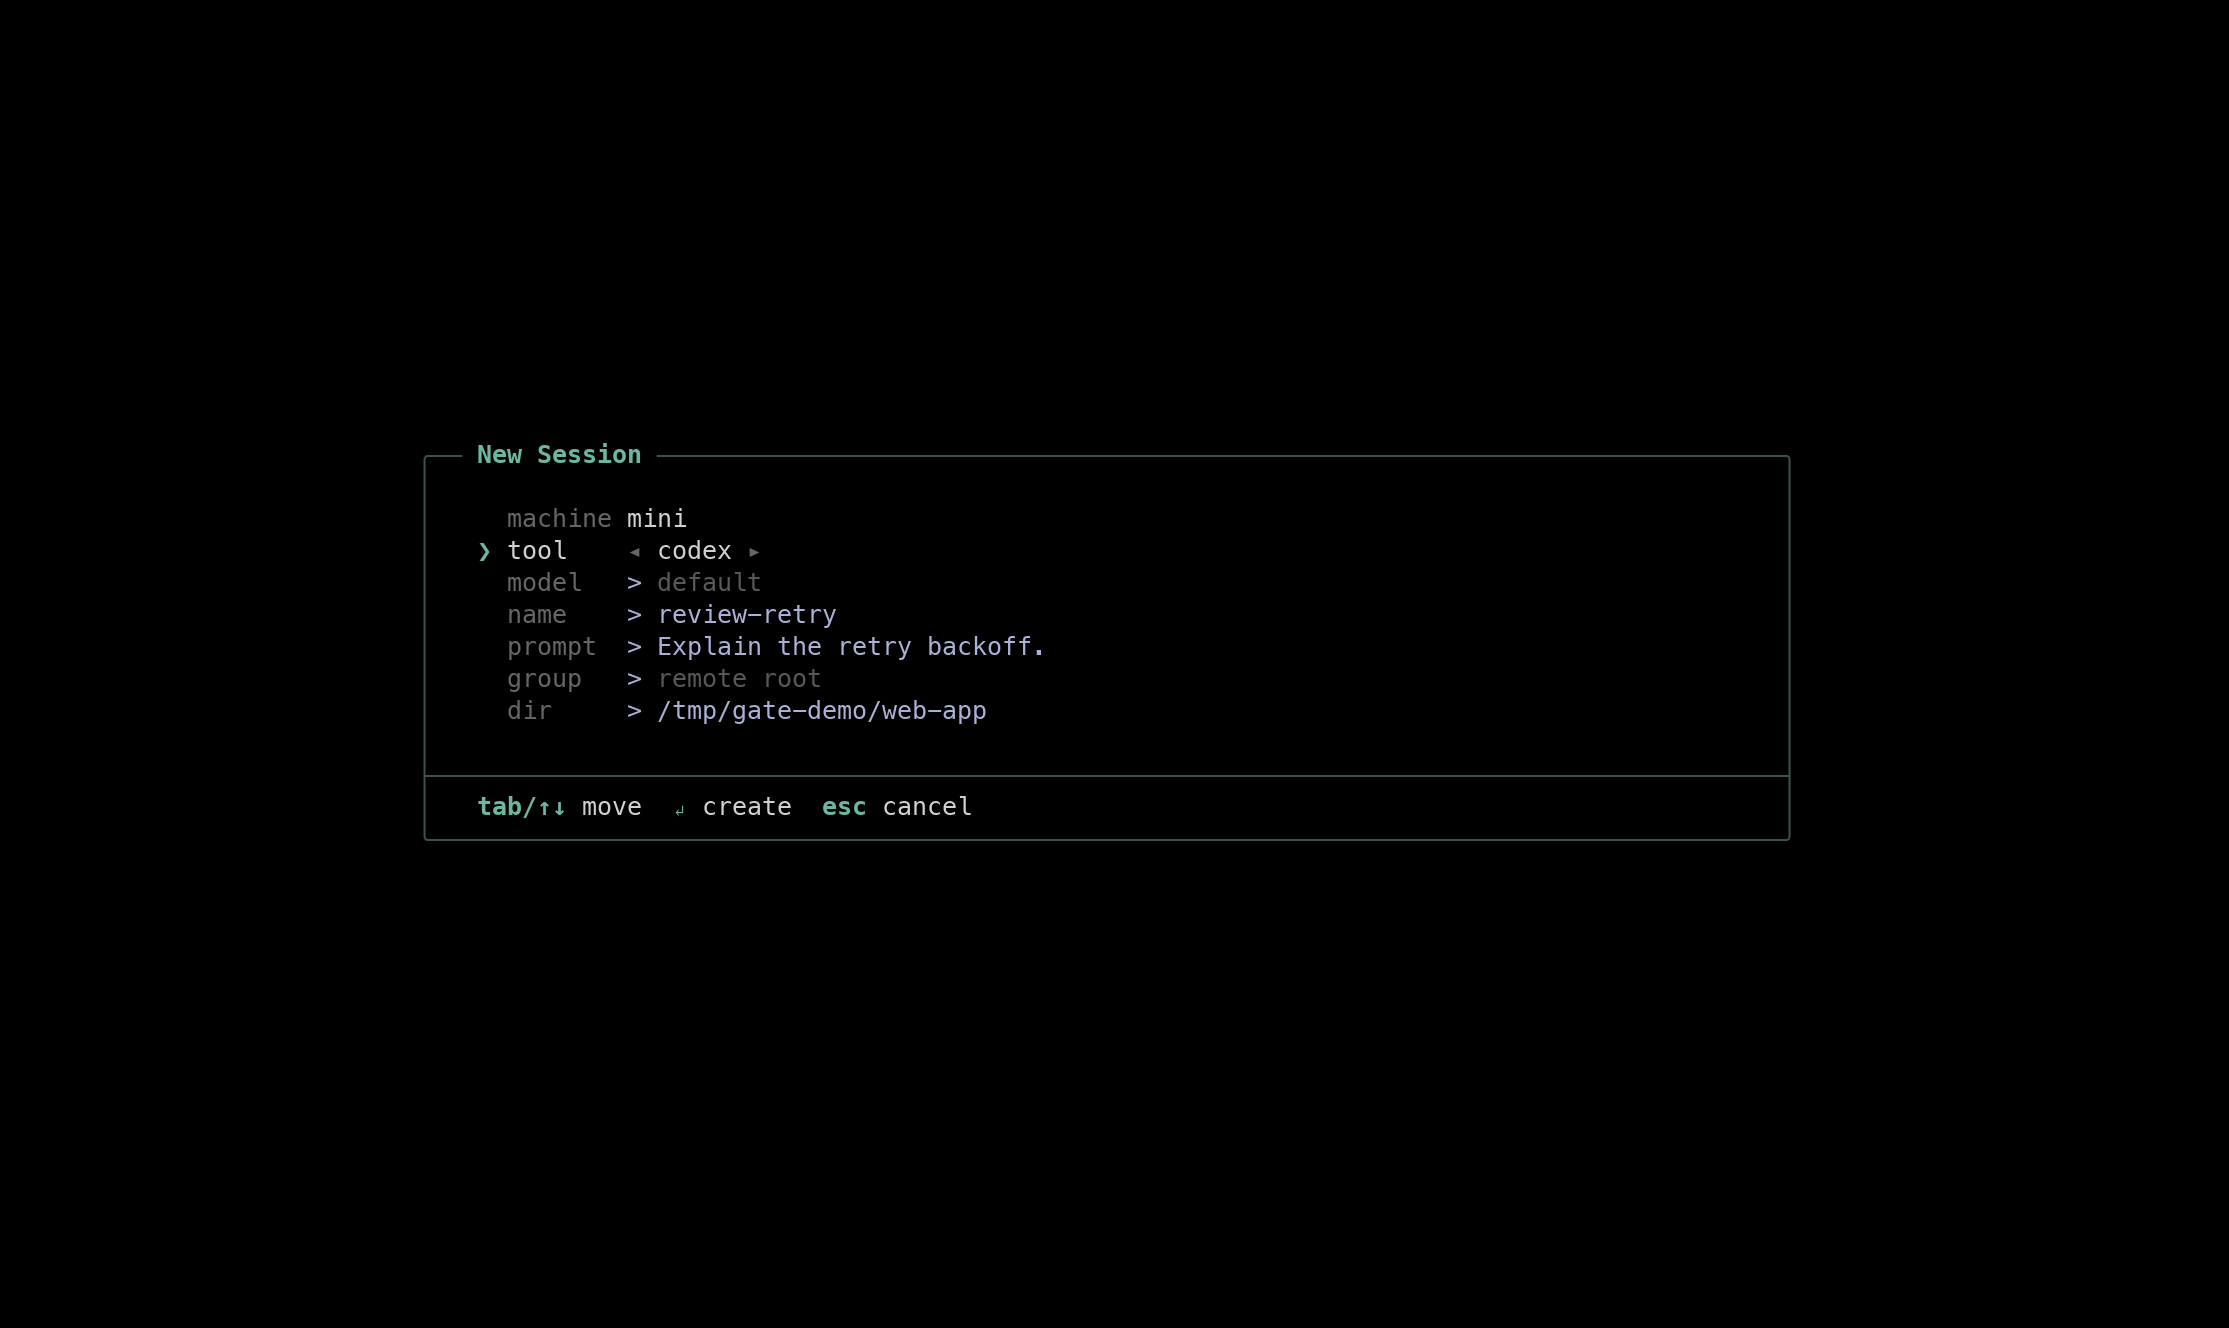 New Session
machine mini
❯ tool ◂ codex ▸
model > default
name > review-retry
prompt > Explain the retry backoff.
group > remote root
dir > /tmp/gate-demo/web-app
tab/↑↓ move ↲ create esc cancel